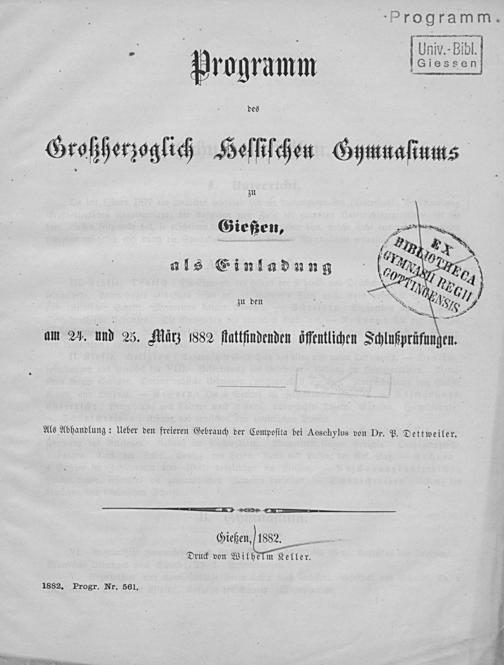 Programm.
Univ.-Bibl.
Giessen
Programm
des
Großherzoglich Hessischen Gymnasiums
zu
Gießen,
als Einladung
zu den
am 24. und 25. März 1882 stattfindenden öffentlichen Schlußprüfungen.
EX
BIBLIOTHECA
GYMNASII REGII
GOTTINGENSIS
Als Abhandlung: Ueber den freieren Gebrauch der Composita bei Aeschylus von Dr. P. Dettweiler.
Gießen, 1882.
Druck von Wilhelm Keller.
1882. Progr. Nr. 561.